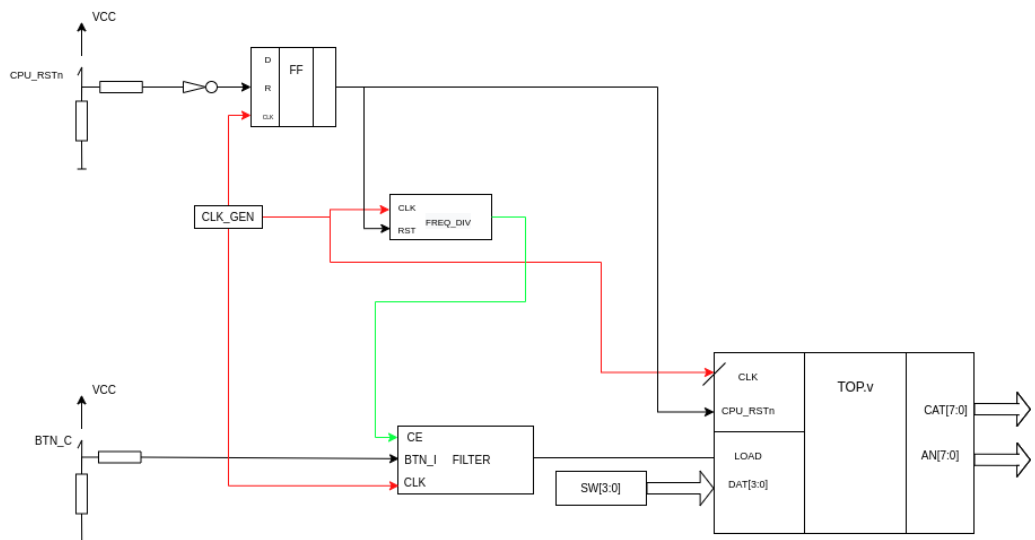 VCC
CPU_RSTn
D
FF
R
CLK
CLK_GEN
CLK
FREQ_DIV
RST
VCC
BTN_C
CE
BTN_I FILTER
CLK
SW[3:0]
CLK
TOP.v
CPU_RSTn
CAT[7:0]
LOAD
AN[7:0]
DAT[3:0]